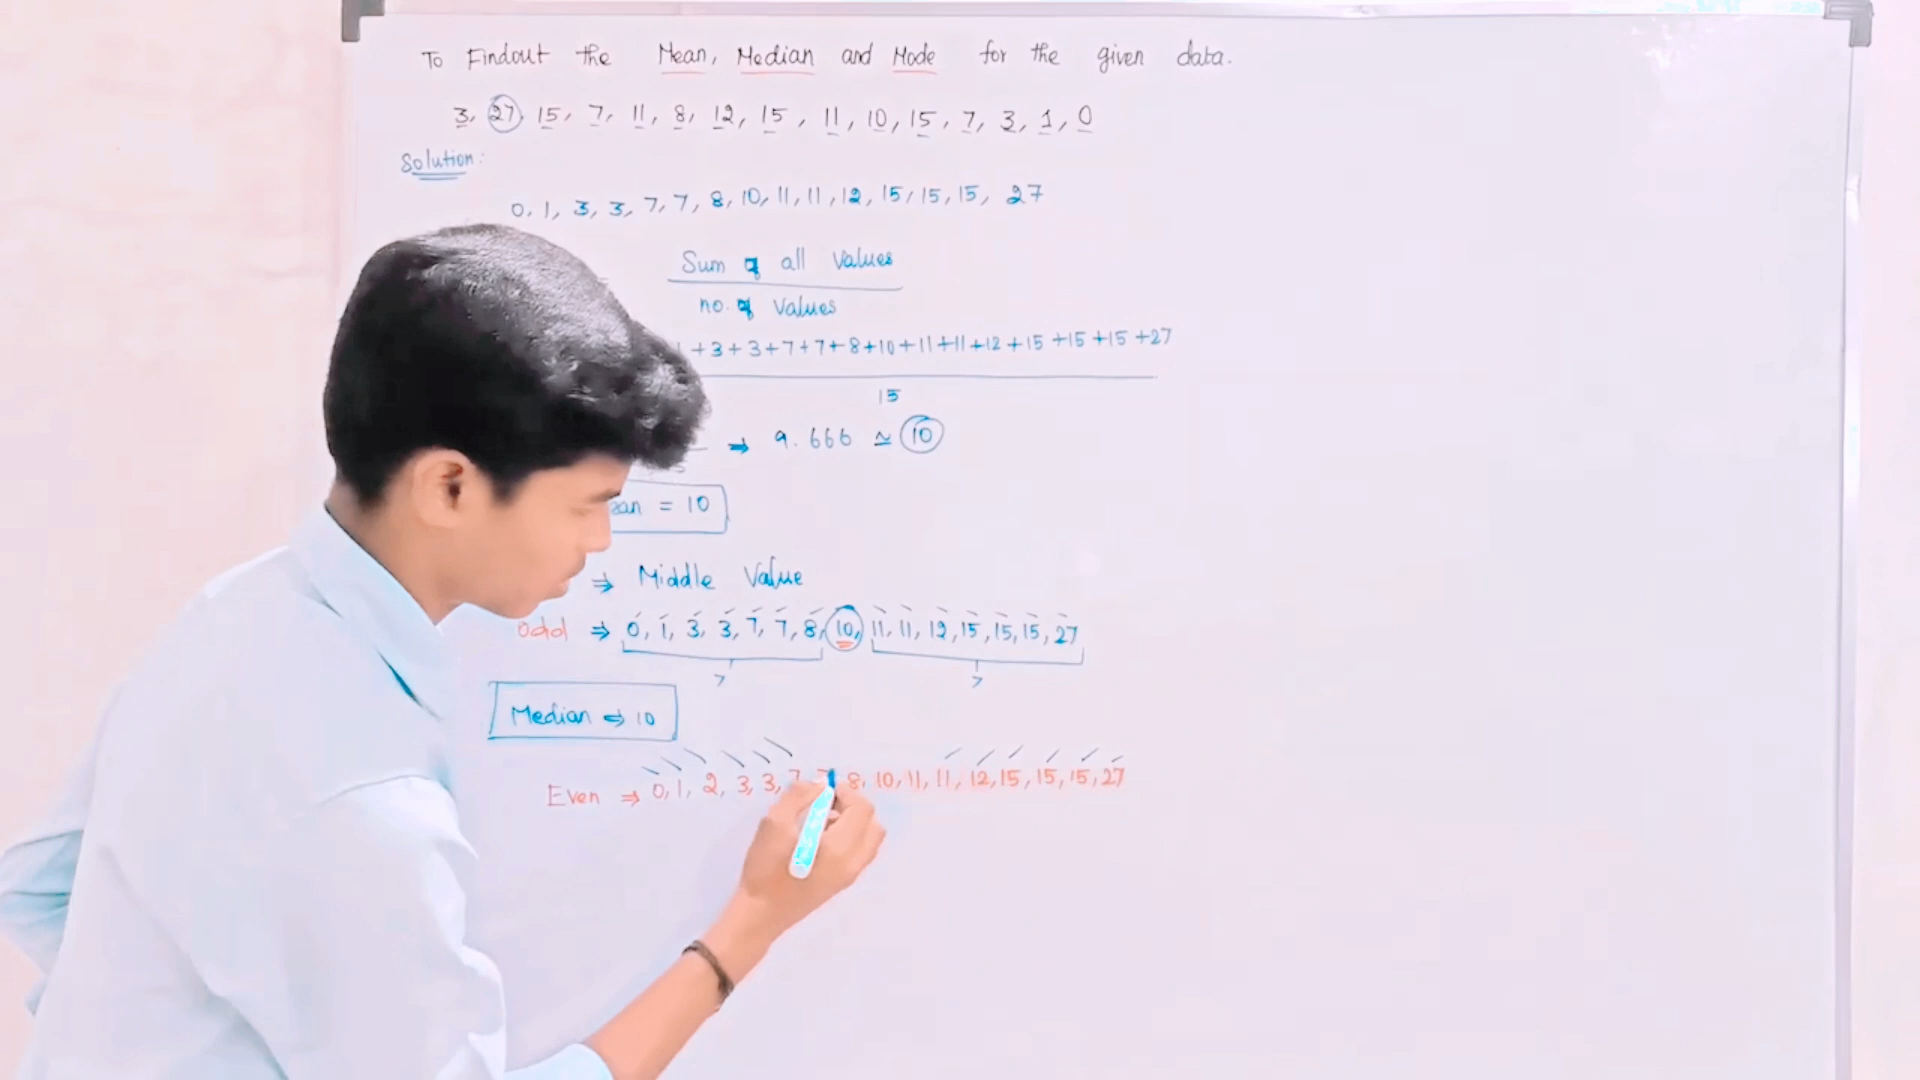 To Findout the Mean, Median and Mode for the given data.
3, 27, 15, 7, 11, 8, 12, 15, 11, 10, 15, 7, 3, 1, 0
Solution:
0, 1, 3, 3, 7, 7, 8, 10, 11, 11, 12, 15, 15, 15, 27
Sum of all Values
no. of Values
1 +3+3+7+7+8+10+11+11+12+15+15+15+27
15
→ 9.666 ≃ 10
an = 10
⇒ Middle Value
Odd ⇒ 0, 1, 3, 3, 7, 7, 8, 10, 11, 11, 12, 15, 15, 15, 27
7 7
Median ⇒ 10
Even ⇒ 0, 1, 2, 3, 3, 7, 7, 8, 10, 11, 11, 12, 15, 15, 15, 27